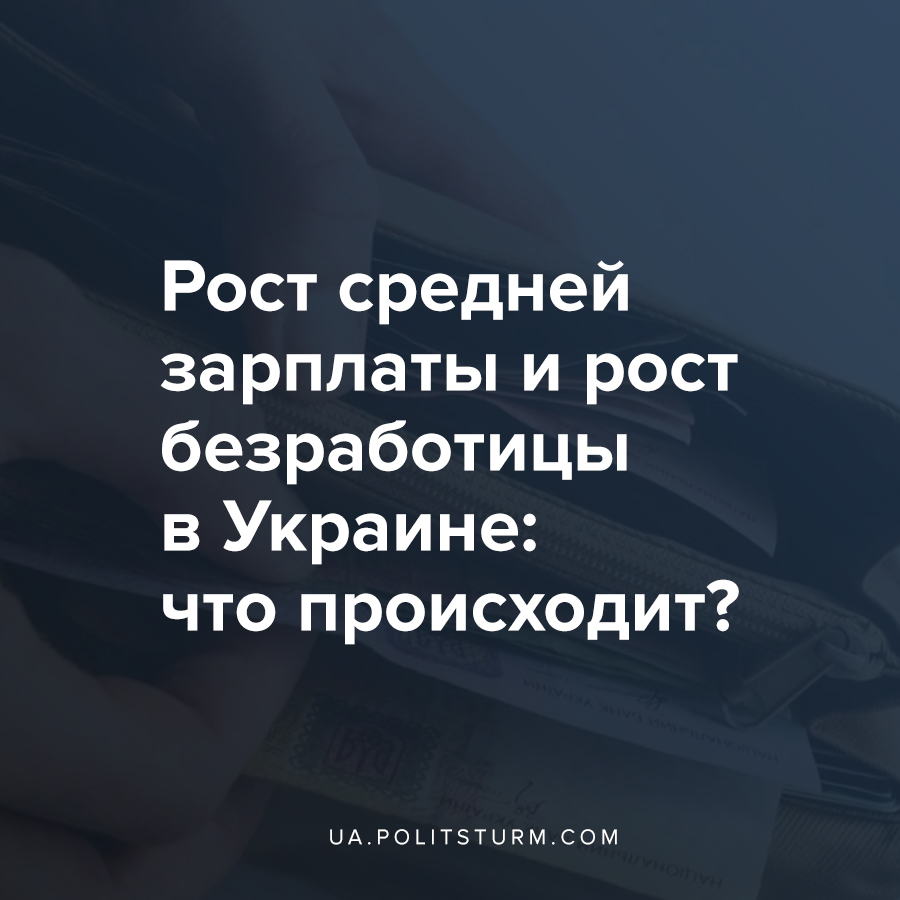 Рост средней
зарплаты и рост
безработицы
в Украине:
что происходит?
UA.POLITSTURM.COM